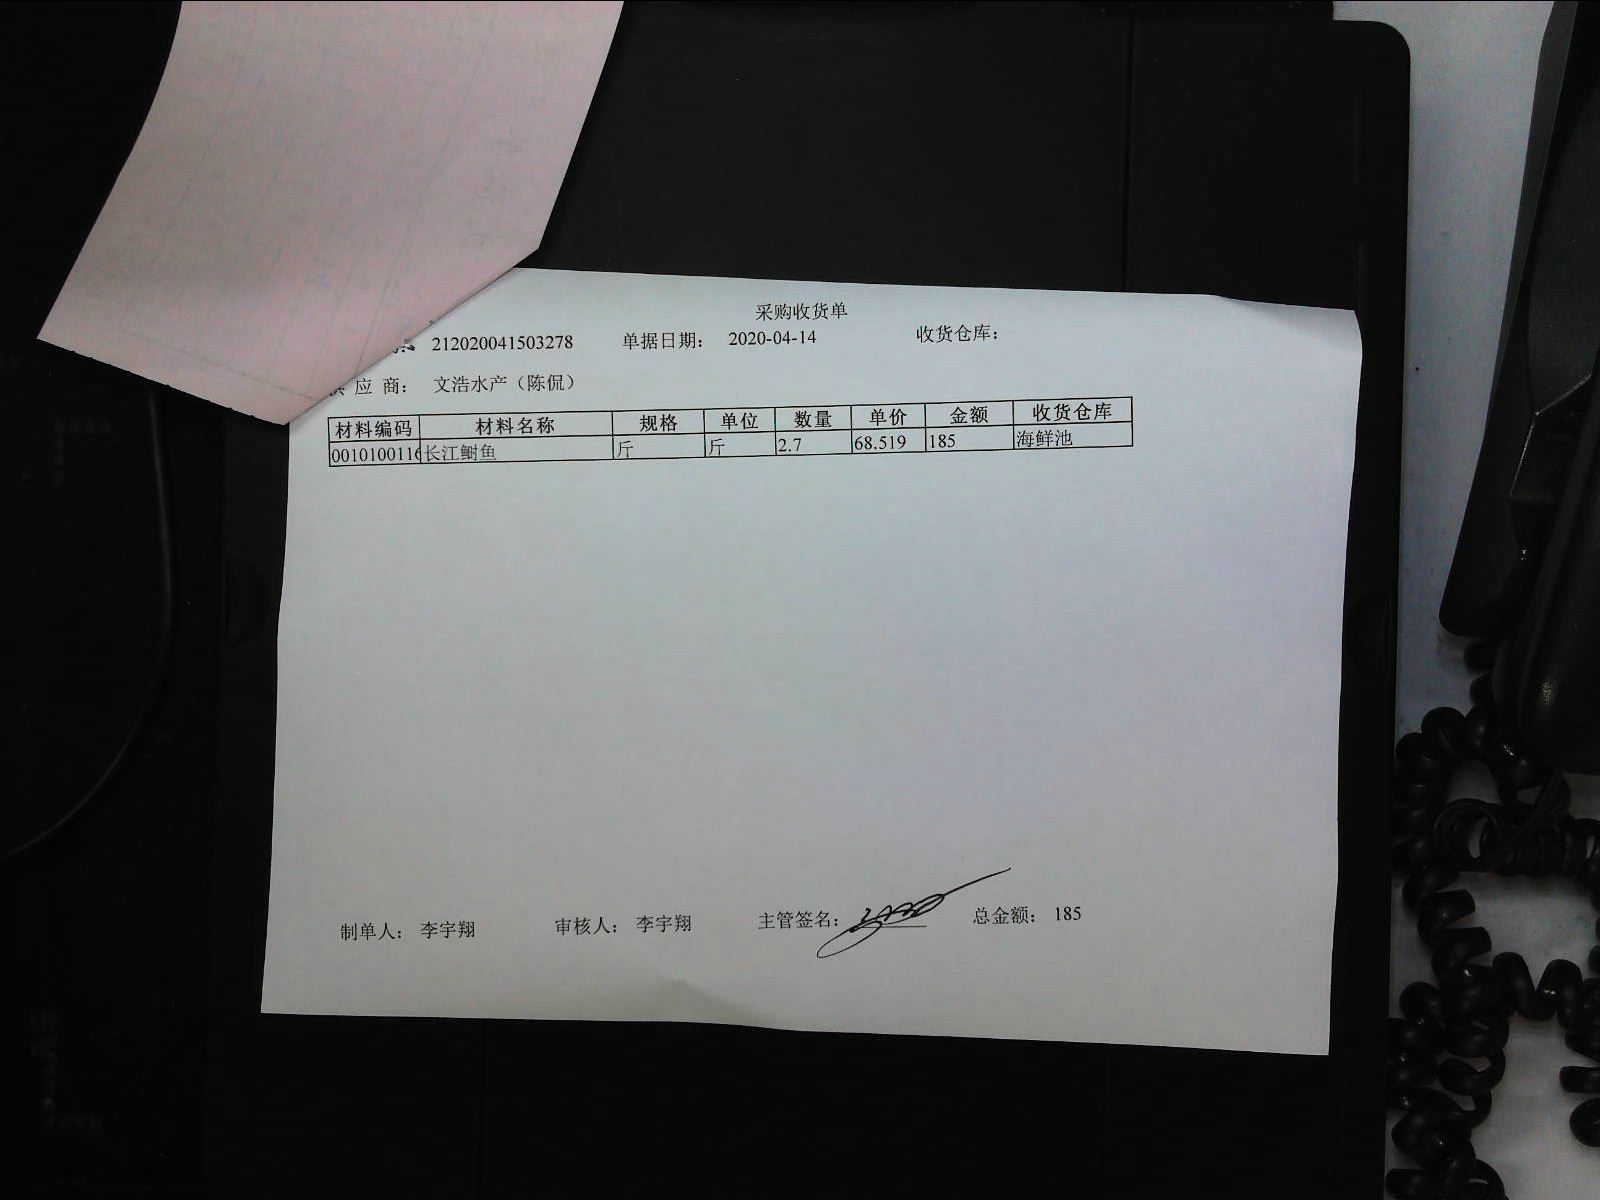 采购收货单
212020041503278 单据日期: 2020-04-14 收货仓库:
供 应 商: 文浩水产（陈侃）
材料编码 材料名称 规格 单位 数量 单价 金额 收货仓库
0010100116 长江鲥鱼 斤 斤 2.7 68.519 185 海鲜池
制单人: 李宇翔 审核人: 李宇翔 主管签名: 总金额: 185